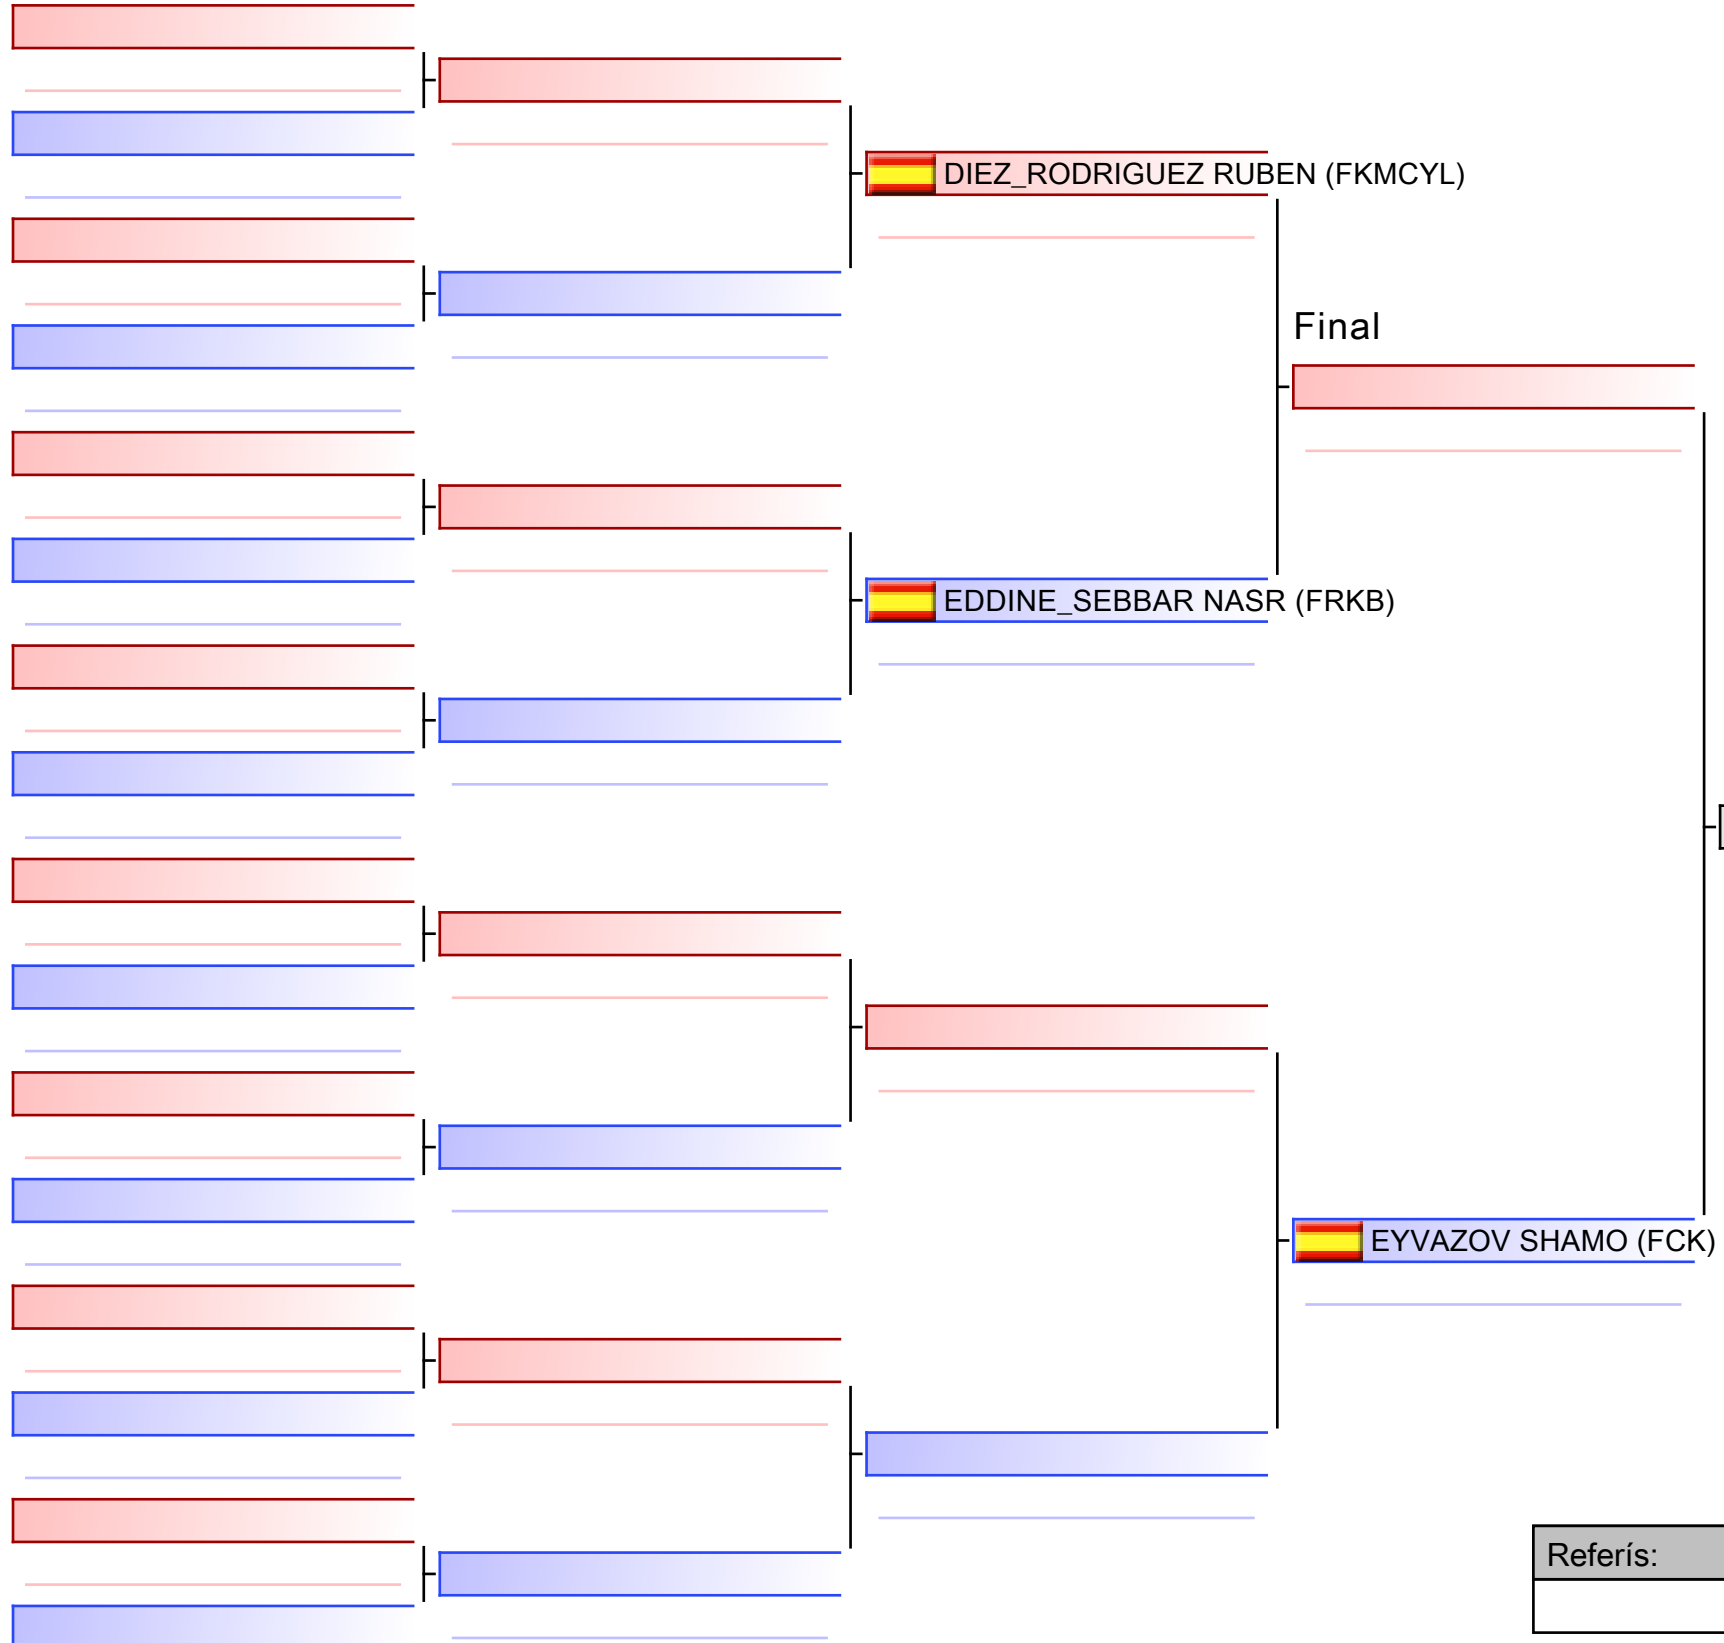 DIEZ_RODRIGUEZ RUBEN (FKMCYL)
Final
EDDINE_SEBBAR NASR (FRKB)
EYVAZOV SHAMO (FCK)
Referís: